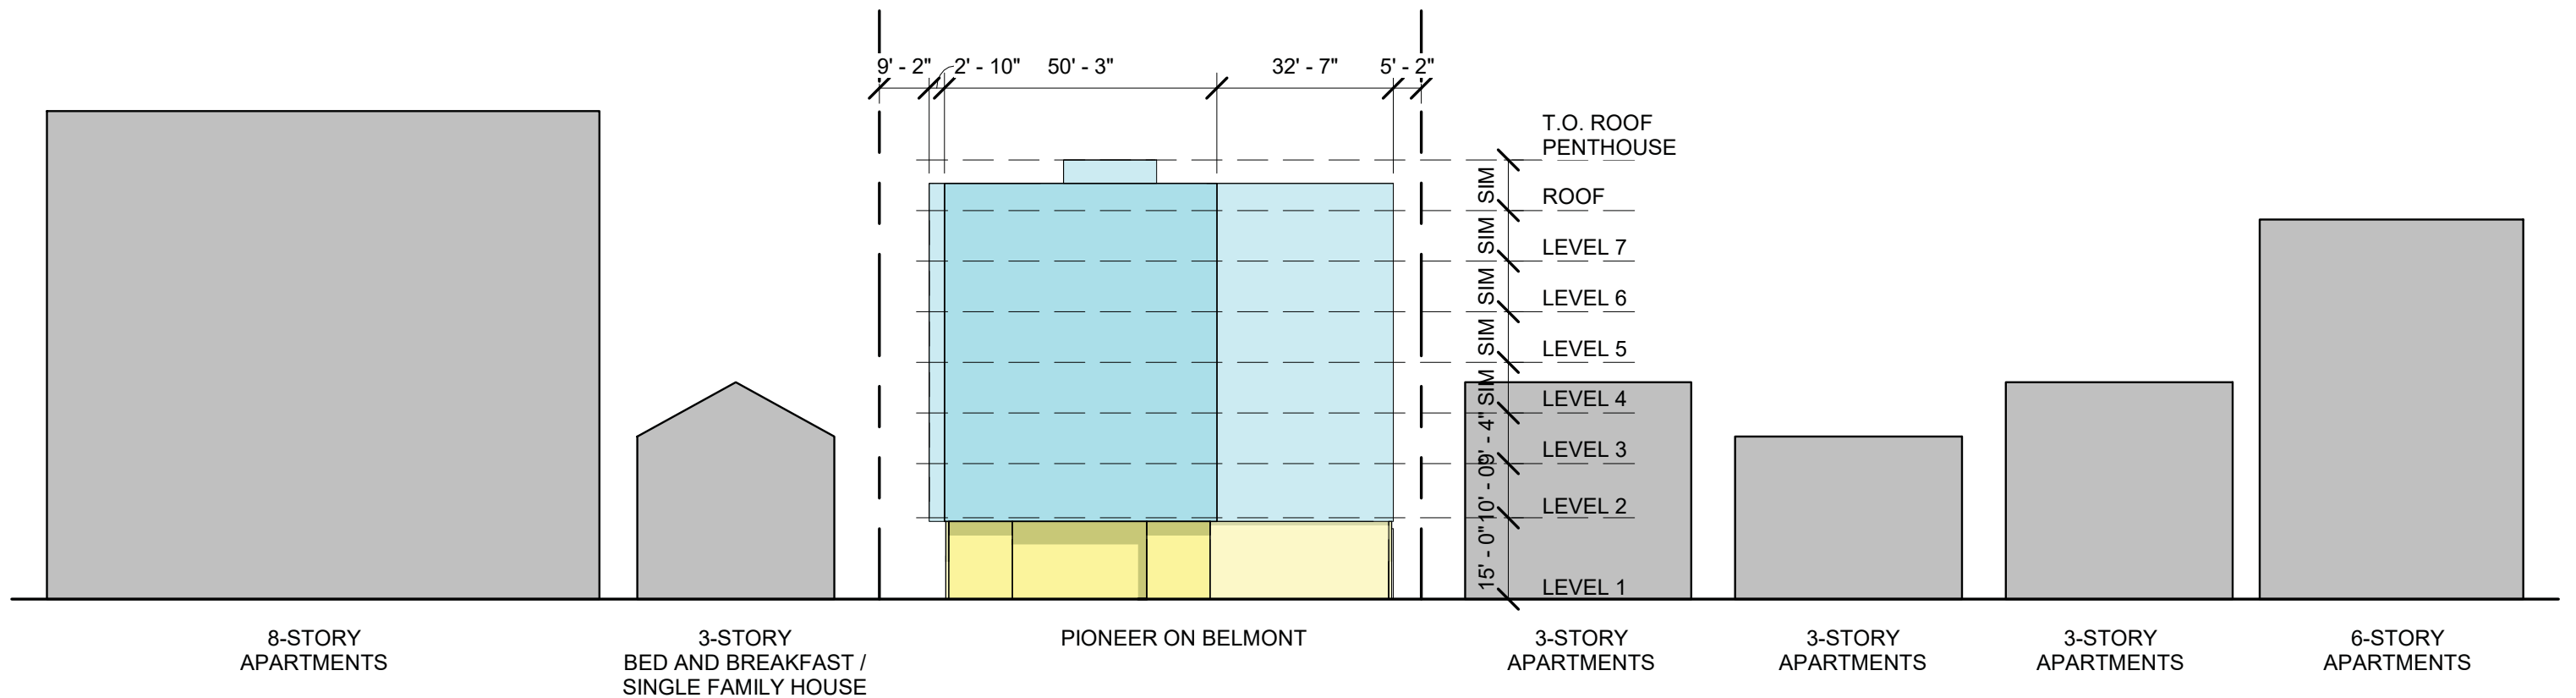 9' - 2" 2' - 10" 50' - 3" 32' - 7" 5' - 2"
T.O. ROOF
PENTHOUSE
SIM
ROOF
SIM
LEVEL 7
SIM
LEVEL 6
SIM
LEVEL 5
SIM
LEVEL 4
9' - 4"
LEVEL 3
10' - 0"
LEVEL 2
15' - 0"
LEVEL 1
8-STORY
APARTMENTS
3-STORY
BED AND BREAKFAST /
SINGLE FAMILY HOUSE
PIONEER ON BELMONT
3-STORY
APARTMENTS
3-STORY
APARTMENTS
3-STORY
APARTMENTS
6-STORY
APARTMENTS